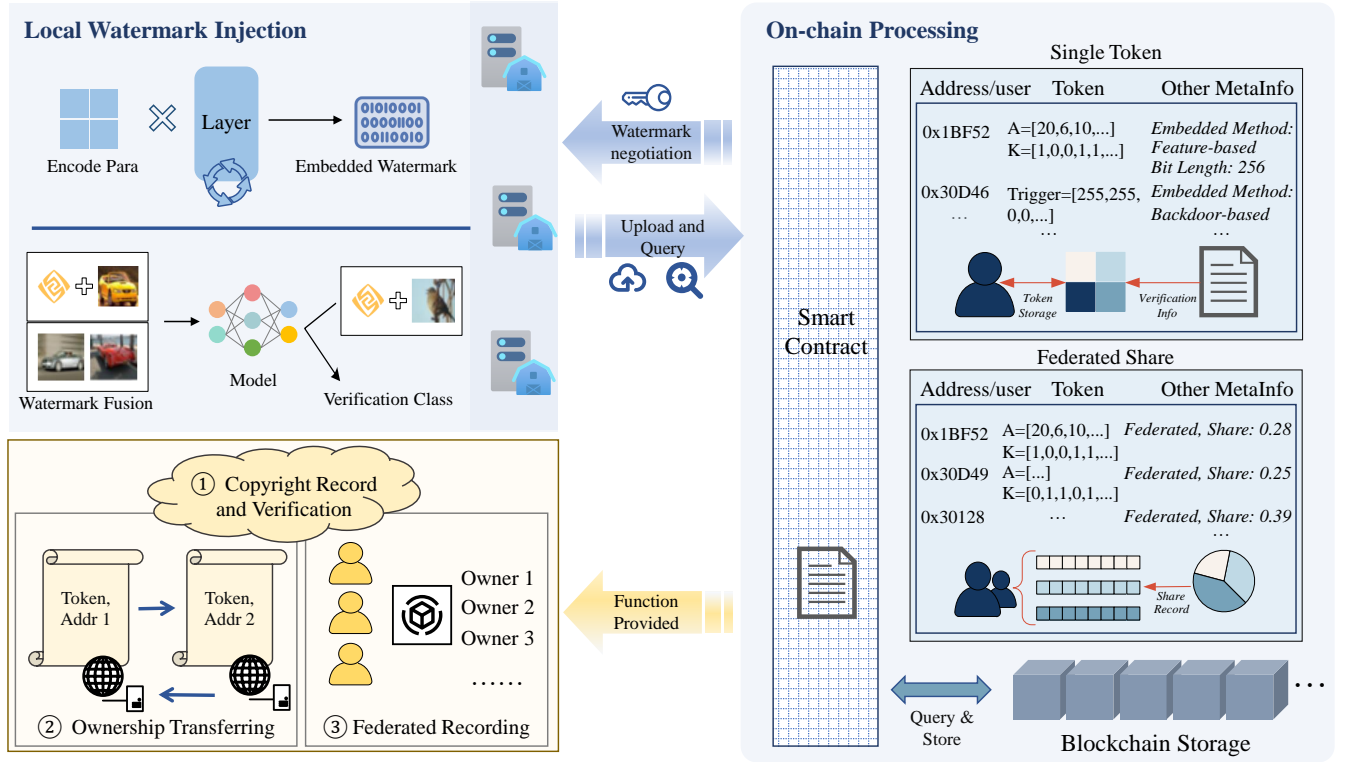 Local Watermark Injection
Encode Para
Layer
01010001
00001100
00110010
Embedded Watermark
Watermark Fusion
Model
Verification Class
Watermark
negotiation
Upload and
Query
Function
Provided
① Copyright Record
and Verification
Token,
Addr 1
Token,
Addr 2
② Ownership Transferring
Owner 1
Owner 2
Owner 3
......
③ Federated Recording
On-chain Processing
Smart
Contract
Single Token
Address/user Token Other MetaInfo
0x1BF52 A=[20,6,10,...] Embedded Method:
K=[1,0,0,1,1,...] Feature-based
Bit Length: 256
0x30D46 Trigger=[255,255, Embedded Method:
... 0,0,...] Backdoor-based
... ...
Token
Storage
Verification
Info
Federated Share
Address/user Token Other MetaInfo
0x1BF52 A=[20,6,10,...] Federated, Share: 0.28
K=[1,0,0,1,1,...]
0x30D49 A=[...] Federated, Share: 0.25
K=[0,1,1,0,1,...]
0x30128 ... Federated, Share: 0.39
...
Share
Record
Query &
Store
...
Blockchain Storage